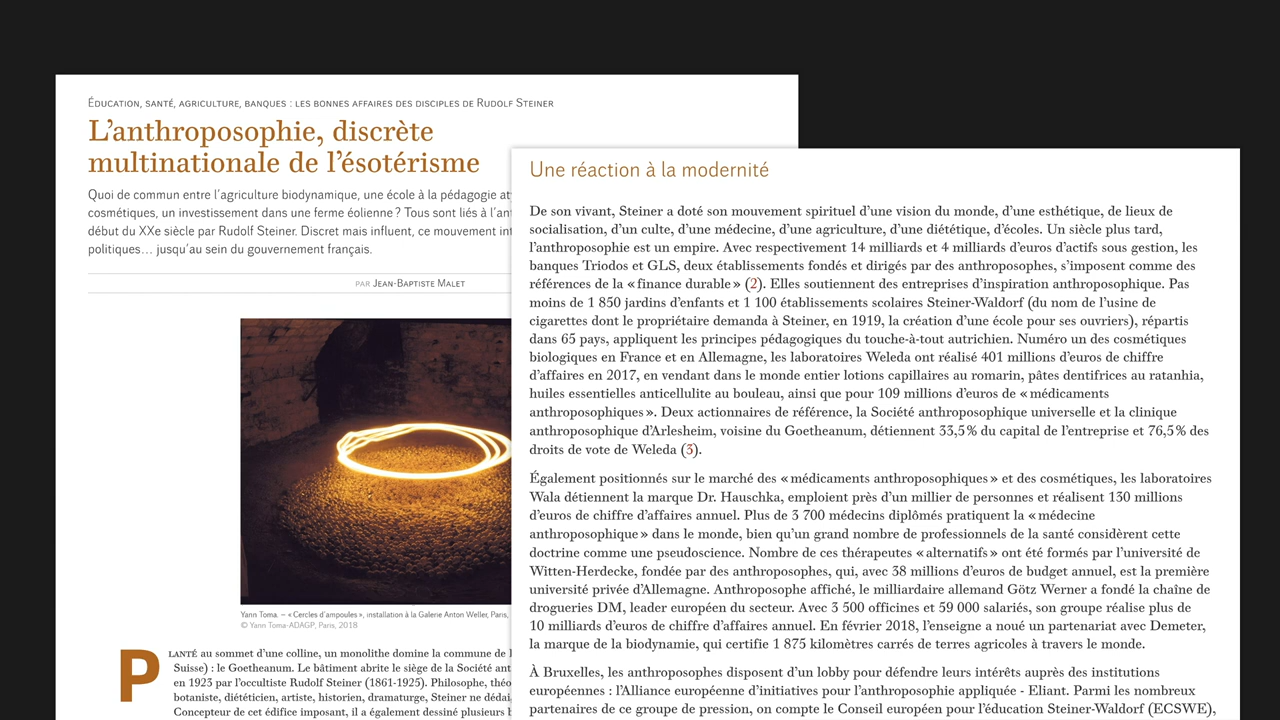 Éducation, santé, agriculture, banques : les bonnes affaires des disciples de Rudolf Steiner
L’anthroposophie, discrète
multinationale de l’ésotérisme
Quoi de commun entre l’agriculture biodynamique, une école à la pédagogie
cosmétiques, un investissement dans une ferme éolienne ? Tous sont liés à
début du XXe siècle par Rudolf Steiner. Discret mais influent, ce mouvement
politiques… jusqu’au sein du gouvernement français.
par Jean-Baptiste Malet
Yann Toma. – « Cercles d’ampoules », installation à la Galerie Anton Weller, Paris,
© Yann Toma-ADAGP, Paris, 2018
Planté au sommet d’une colline, un monolithe domine la commune de
Suisse) : le Goetheanum. Le bâtiment abrite le siège de la Société
en 1925 par l’occultiste Rudolf Steiner (1861-1925). Philosophe,
botaniste, diététicien, artiste, historien, dramaturge, Steiner ne
Concepteur de cet édifice imposant, il a également dessiné plusieurs
Une réaction à la modernité
De son vivant, Steiner a doté son mouvement spirituel d’une vision du monde, d’une esthétique, de lieux de
socialisation, d’un culte, d’une médecine, d’une agriculture, d’une diététique, d’écoles. Un siècle plus tard,
l’anthroposophie est un empire. Avec respectivement 14 milliards et 4 milliards d’euros d’actifs sous gestion, les
banques Triodos et GLS, deux établissements fondés et dirigés par des anthroposophes, s’imposent comme des
références de la « finance durable » (2). Elles soutiennent des entreprises d’inspiration anthroposophique. Pas
moins de 1 850 jardins d’enfants et 1 100 établissements scolaires Steiner-Waldorf (du nom de l’usine de
cigarettes dont le propriétaire demanda à Steiner, en 1919, la création d’une école pour ses ouvriers), répartis
dans 65 pays, appliquent les principes pédagogiques du touche-à-tout autrichien. Numéro un des cosmétiques
biologiques en France et en Allemagne, les laboratoires Weleda ont réalisé 401 millions d’euros de chiffre
d’affaires en 2017, en vendant dans le monde entier lotions capillaires au romarin, pâtes dentifrices au ratanhia,
huiles essentielles anticellulite au bouleau, ainsi que pour 109 millions d’euros de « médicaments
anthroposophiques ». Deux actionnaires de référence, la Société anthroposophique universelle et la clinique
anthroposophique d’Arlesheim, voisine du Goetheanum, détiennent 33,5 % du capital de l’entreprise et 76,5 % des
droits de vote de Weleda (3).
Également positionnés sur le marché des « médicaments anthroposophiques » et des cosmétiques, les laboratoires
Wala détiennent la marque Dr. Hauschka, emploient près d’un millier de personnes et réalisent 130 millions
d’euros de chiffre d’affaires annuel. Plus de 3 700 médecins diplômés pratiquent la « médecine
anthroposophique » dans le monde, bien qu’un grand nombre de professionnels de la santé considèrent cette
doctrine comme une pseudoscience. Nombre de ces thérapeutes « alternatifs » ont été formés par l’université de
Witten-Herdecke, fondée par des anthroposophes, qui, avec 38 millions d’euros de budget annuel, est la première
université privée d’Allemagne. Anthroposophe affiché, le milliardaire allemand Götz Werner a fondé la chaîne de
drogueries DM, leader européen du secteur. Avec 3 500 officines et 59 000 salariés, son groupe réalise plus de
10 milliards d’euros de chiffre d’affaires annuel. En février 2018, l’enseigne a noué un partenariat avec Demeter,
la marque de la biodynamie, qui certifie 1 875 kilomètres carrés de terres agricoles à travers le monde.
À Bruxelles, les anthroposophes disposent d’un lobby pour défendre leurs intérêts auprès des institutions
européennes : l’Alliance européenne d’initiatives pour l’anthroposophie appliquée - Eliant. Parmi les nombreux
partenaires de ce groupe de pression, on compte le Conseil européen pour l’éducation Steiner-Waldorf (ECSWE),